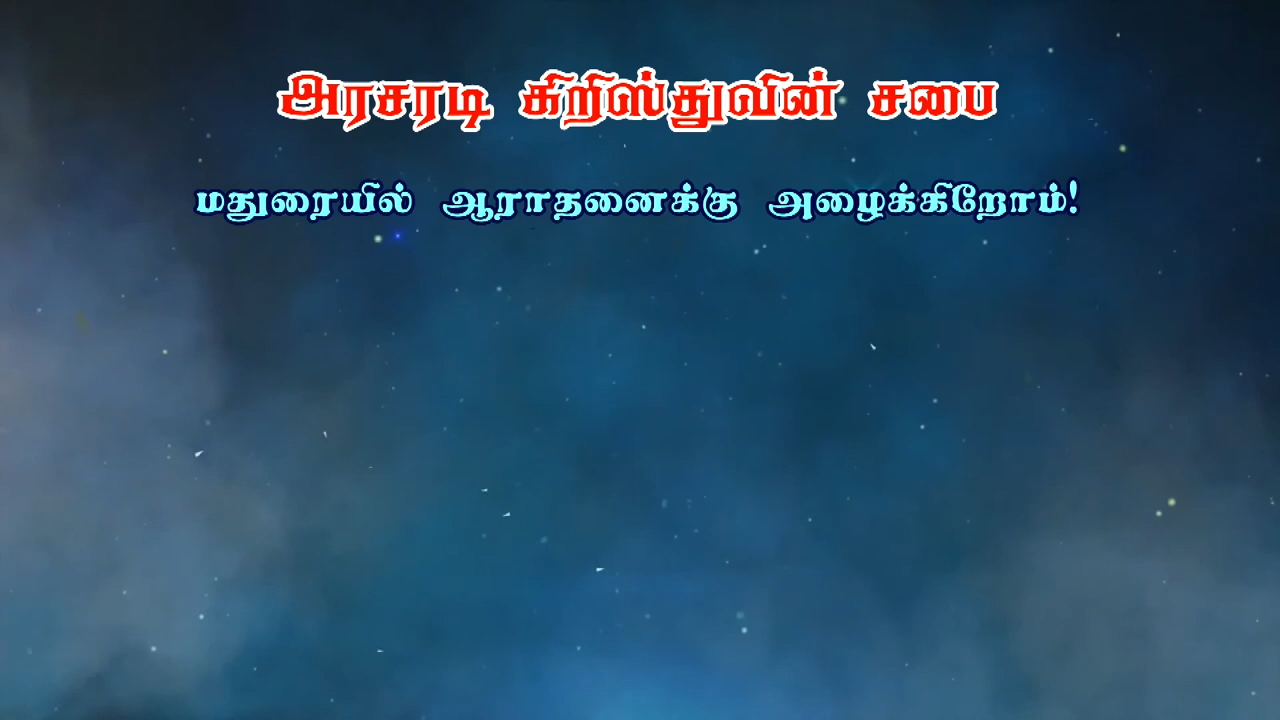 அரசரடி கிறிஸ்துவின் சபை
மதுரையில் ஆராதனைக்கு அழைக்கிறோம்!